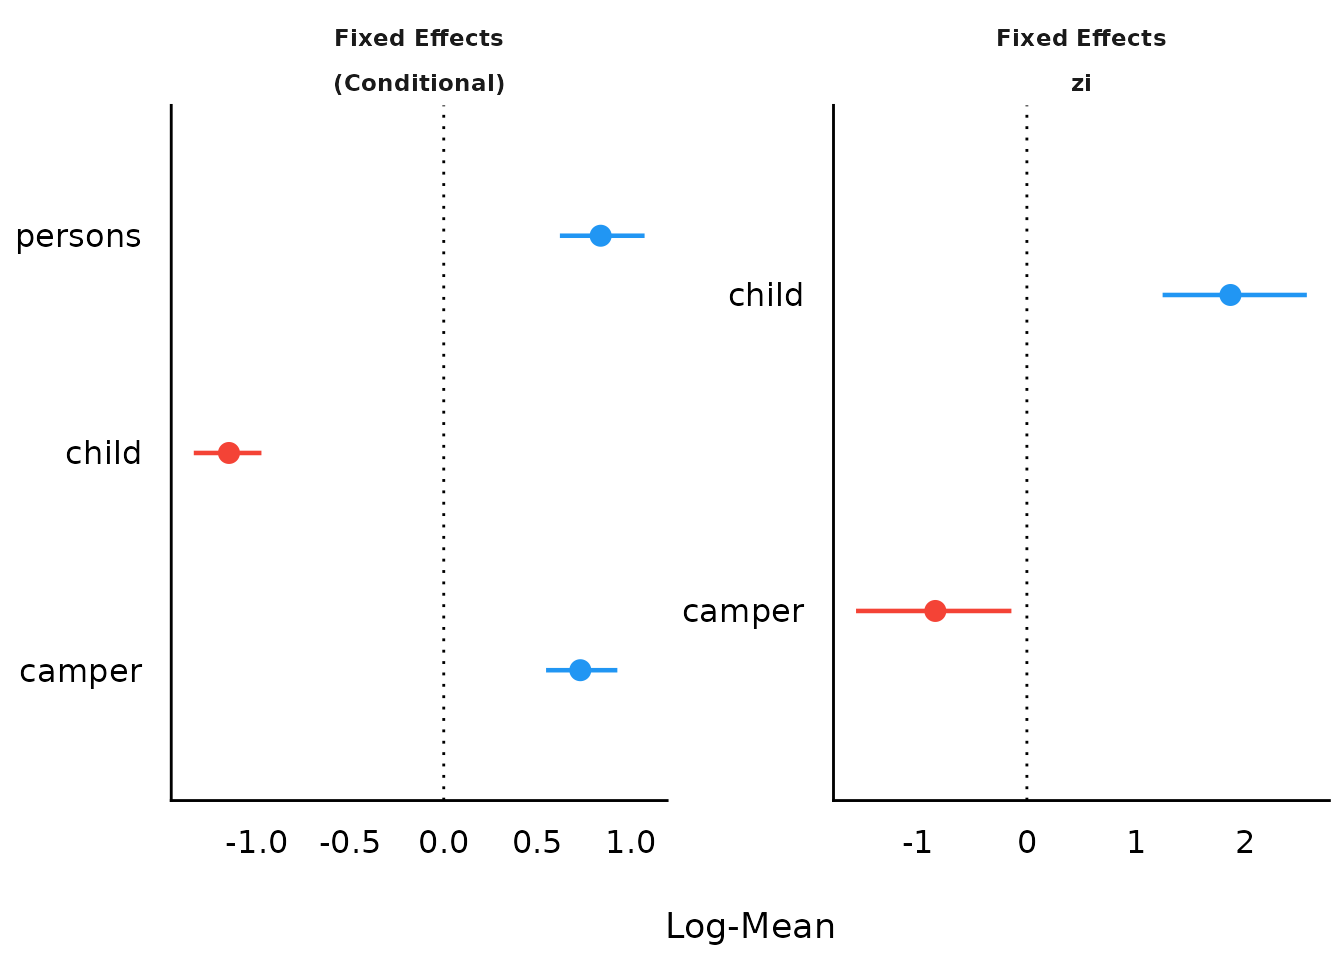 Fixed Effects
(Conditional)
persons
child
camper
-1.0 -0.5 0.0 0.5 1.0
Fixed Effects
zi
child
camper
-1 0 1 2
Log-Mean